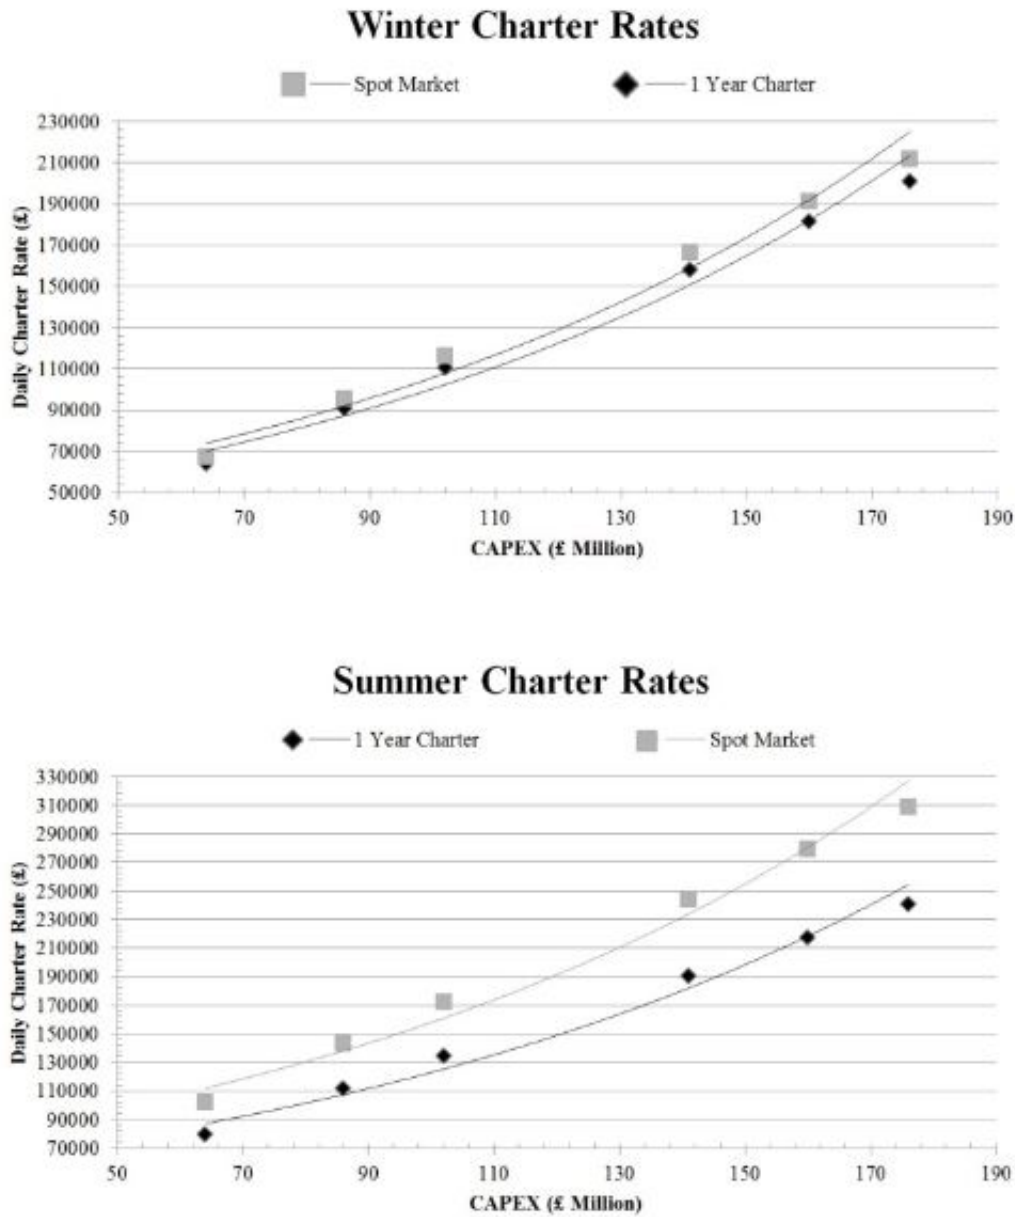 Winter Charter Rates
Spot Market 1 Year Charter
Daily Charter Rate (£)
230000
210000
190000
170000
150000
130000
110000
90000
70000
50000
50 70 90 110 130 150 170 190
CAPEX (£ Million)
Summer Charter Rates
1 Year Charter Spot Market
Daily Charter Rate (£)
330000
310000
290000
270000
250000
230000
210000
190000
170000
150000
130000
110000
90000
70000
50 70 90 110 130 150 170 190
CAPEX (£ Million)